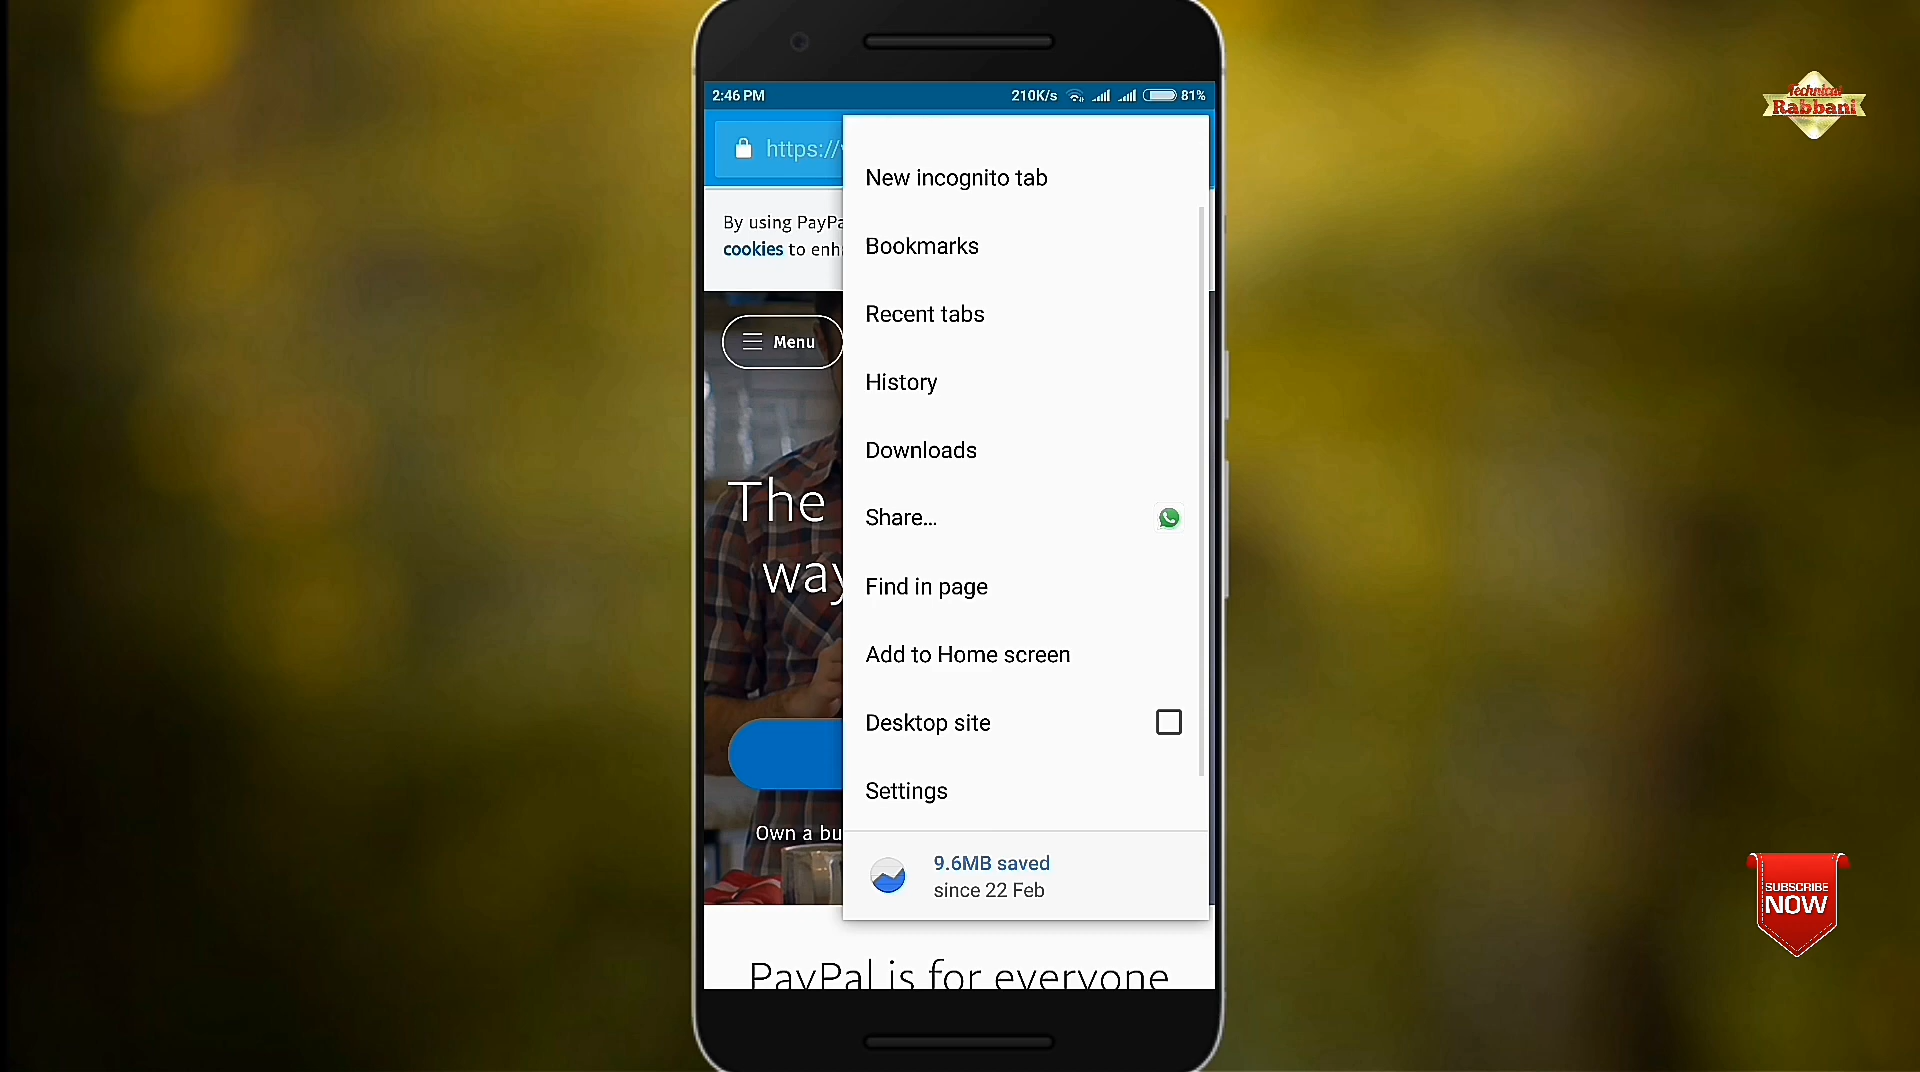 2:46 PM 210K/s 81%
https://
New incognito tab
By using PayPa
cookies to enh
Bookmarks
Recent tabs
Menu
History
Downloads
The
Share...
way
Find in page
Add to Home screen
Desktop site
Settings
Own a bu
9.6MB saved
since 22 Feb
PayPal is for everyone
Technical
Rabbani
SUBSCRIBE
NOW